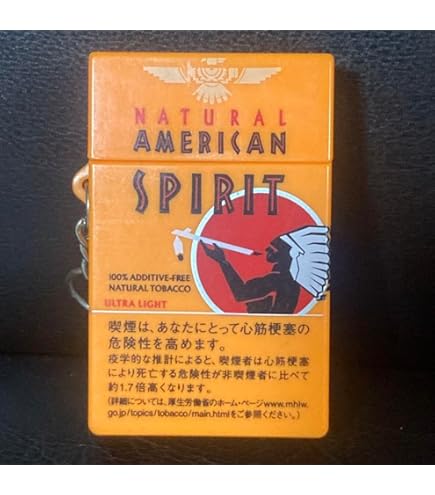 NATURAL
AMERICAN
SPIRIT
100% ADDITIVE-FREE
NATURAL TOBACCO
ULTRA LIGHT
喫煙は、あなたにとって心筋梗塞の
危険性を高めます。
疫学的な推計によると、喫煙者は心筋梗塞
により死亡する危険性が非喫煙者に比べて
約1.7倍高くなります。
(詳細については、厚生労働省のホーム・ページwww.mhlw.
go.jp/topics/tobacco/main.htmlをご参照ください。)